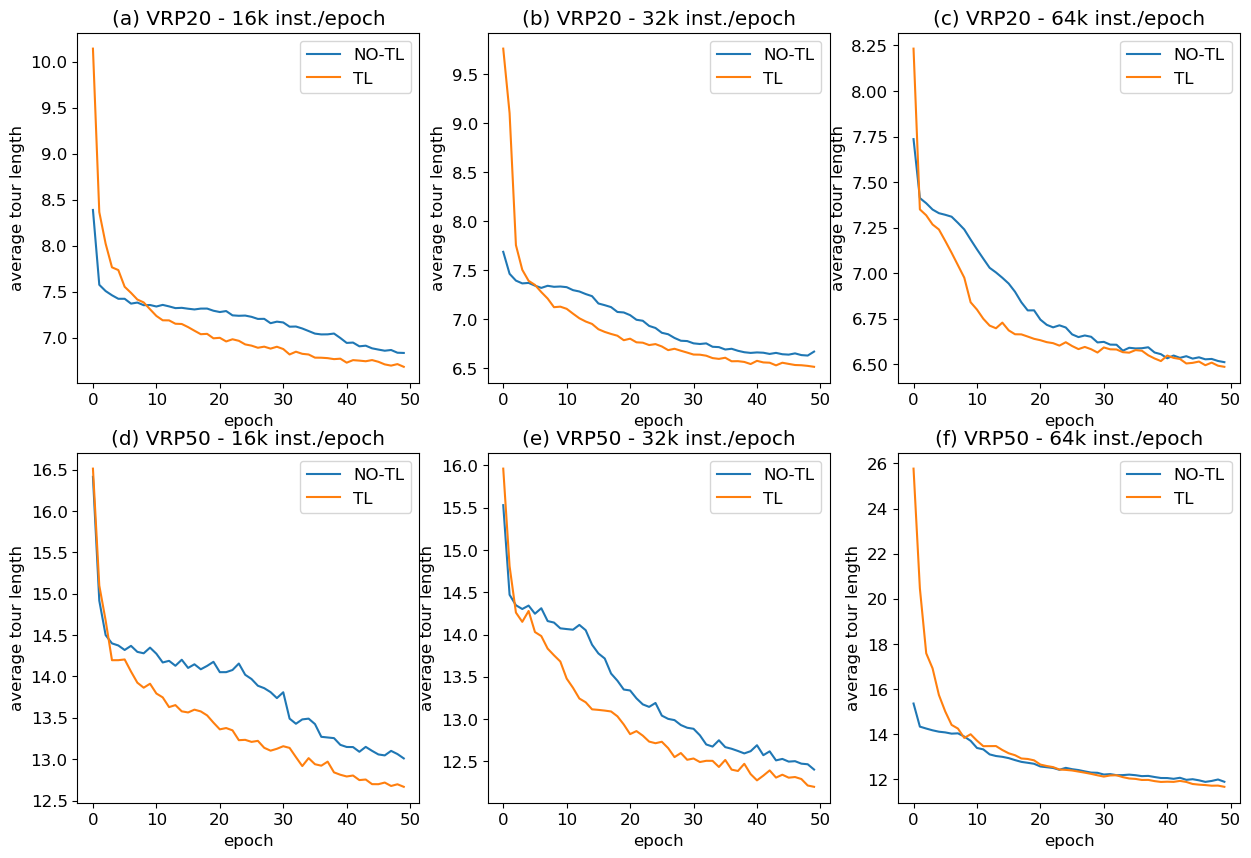 (a) VRP20 - 16k inst./epoch
average tour length
10.0
9.5
9.0
8.5
8.0
7.5
7.0
NO-TL
TL
0 10 20 30 40 50
epoch
(b) VRP20 - 32k inst./epoch
average tour length
9.5
9.0
8.5
8.0
7.5
7.0
6.5
NO-TL
TL
0 10 20 30 40 50
epoch
(c) VRP20 - 64k inst./epoch
average tour length
8.25
8.00
7.75
7.50
7.25
7.00
6.75
6.50
NO-TL
TL
0 10 20 30 40 50
epoch
(d) VRP50 - 16k inst./epoch
average tour length
16.5
16.0
15.5
15.0
14.5
14.0
13.5
13.0
12.5
NO-TL
TL
0 10 20 30 40 50
epoch
(e) VRP50 - 32k inst./epoch
average tour length
16.0
15.5
15.0
14.5
14.0
13.5
13.0
12.5
NO-TL
TL
0 10 20 30 40 50
epoch
(f) VRP50 - 64k inst./epoch
average tour length
26
24
22
20
18
16
14
12
NO-TL
TL
0 10 20 30 40 50
epoch